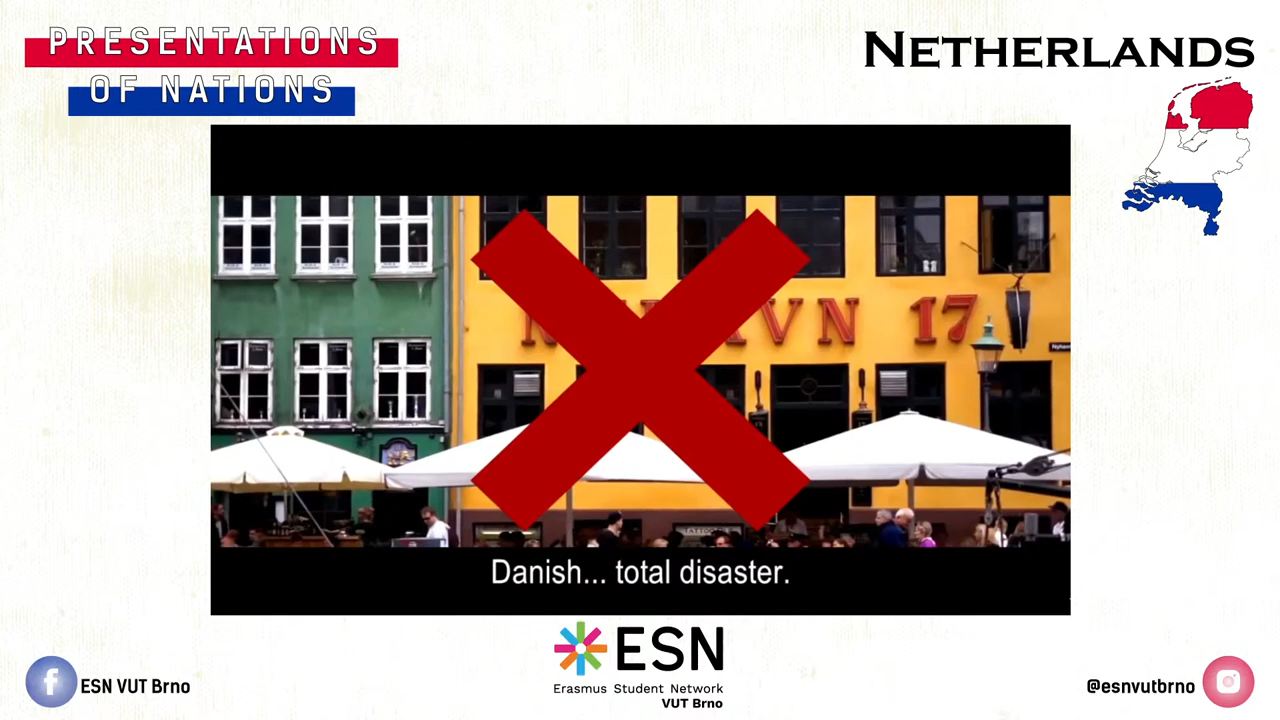 PRESENTATIONS
OF NATIONS
NETHERLANDS
17
Danish... total disaster.
ESN
Erasmus Student Network
VUT Brno
ESN VUT Brno
@esnvutbrno